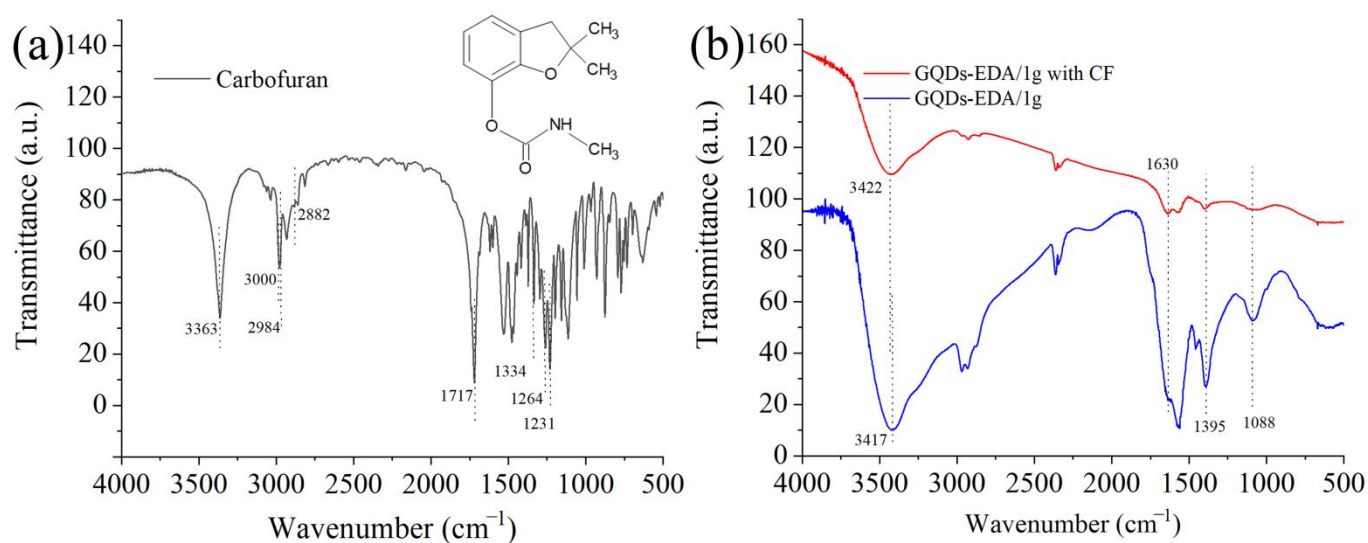 (a)
140
120
100
80
60
40
20
0
Transmittance (a.u.)
Carbofuran
CH₃
CH₃
O
O
NH
O
CH₃
3363
3000
2984
2882
1717
1334
1264
1231
4000 3500 3000 2500 2000 1500 1000 500
Wavenumber (cm⁻¹)
(b)
160
140
120
100
80
60
40
20
0
Transmittance (a.u.)
GQDs-EDA/1g with CF
GQDs-EDA/1g
3422
1630
3417
1395
1088
4000 3500 3000 2500 2000 1500 1000 500
Wavenumber (cm⁻¹)